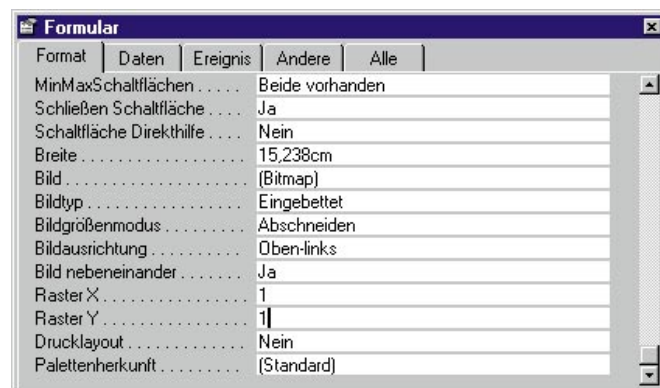 Formular
Format Daten Ereignis Andere Alle
MinMaxSchaltflächen . . . . . Beide vorhanden
Schließen Schaltfläche . . . . Ja
Schaltfläche Direkthilfe . . . . Nein
Breite . . . . . . . . . . . . . . . . . . 15,238cm
Bild . . . . . . . . . . . . . . . . . . . (Bitmap)
Bildtyp . . . . . . . . . . . . . . . . . Eingebettet
Bildgrößenmodus . . . . . . . . . Abschneiden
Bildausrichtung . . . . . . . . . . . Oben-links
Bild nebeneinander . . . . . . . Ja
Raster X . . . . . . . . . . . . . . . . 1
Raster Y . . . . . . . . . . . . . . . . 1
Drucklayout . . . . . . . . . . . . . Nein
Palettenherkunft . . . . . . . . . (Standard)